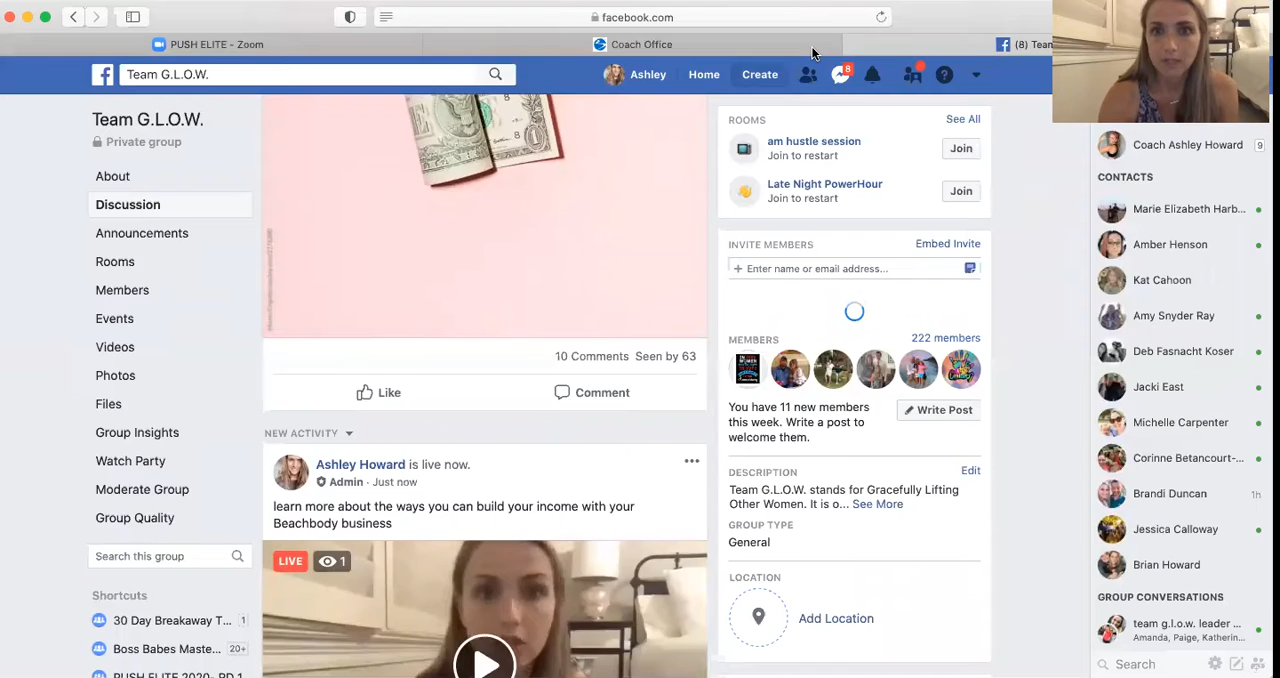 facebook.com
PUSH ELITE - Zoom
Coach Office
(8) Team
Team G.L.O.W.
Ashley
Home
Create
8
Team G.L.O.W.
Private group
About
Discussion
Announcements
Rooms
Members
Events
Videos
Photos
Files
Group Insights
Watch Party
Moderate Group
Group Quality
Search this group
Shortcuts
30 Day Breakaway T... 1
Boss Babes Maste... 20+
PUSH ELITE 2020- RD 1
10 Comments Seen by 63
Like
Comment
NEW ACTIVITY
Ashley Howard is live now.
Admin · Just now
learn more about the ways you can build your income with your
Beachbody business
LIVE
1
ROOMS
See All
am hustle session
Join to restart
Join
Late Night PowerHour
Join to restart
Join
INVITE MEMBERS
Embed Invite
+ Enter name or email address...
MEMBERS
222 members
You have 11 new members
this week. Write a post to
welcome them.
Write Post
DESCRIPTION
Edit
Team G.L.O.W. stands for Gracefully Lifting
Other Women. It is o... See More
GROUP TYPE
General
LOCATION
Add Location
Coach Ashley Howard 9
CONTACTS
Marie Elizabeth Harb...
Amber Henson
Kat Cahoon
Amy Snyder Ray
Deb Fasnacht Koser
Jacki East
Michelle Carpenter
Corinne Betancourt-...
Brandi Duncan 1h
Jessica Calloway
Brian Howard
GROUP CONVERSATIONS
team g.l.o.w. leader ...
Amanda, Paige, Katherin...
Search